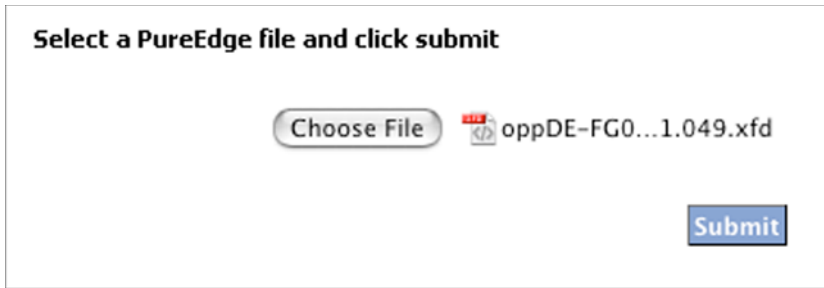 Select a PureEdge file and click submit
Choose File oppDE-FG0...1.049.xfd
Submit